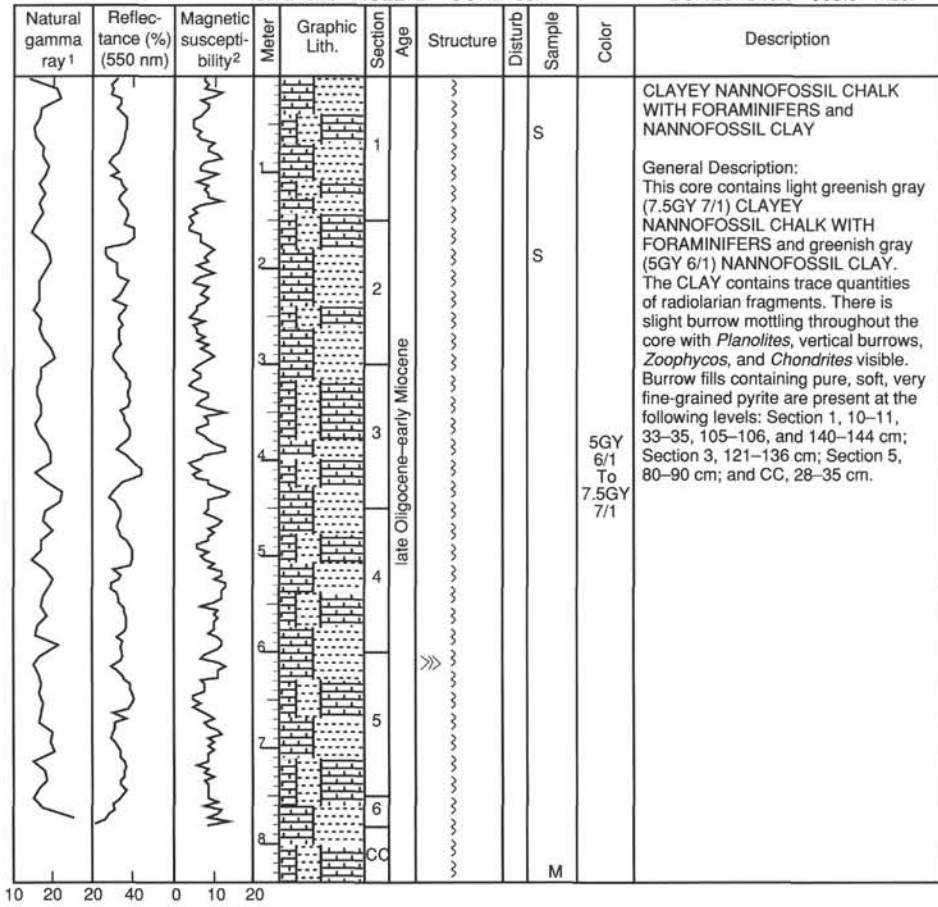 Natural gamma ray1
Reflectance (%) (550 nm)
Magnetic susceptibility2
Meter
Graphic Lith.
Section
Age
Structure
Disturb
Sample
Color
Description
1
2
3
4
5
6
7
8
1
2
3
4
5
6
CC
late Oligocene–early Miocene
S
S
M
5GY
6/1
To
7.5GY
7/1
CLAYEY NANNOFOSSIL CHALK
WITH FORAMINIFERS and
NANNOFOSSIL CLAY
General Description:
This core contains light greenish gray
(7.5GY 7/1) CLAYEY
NANNOFOSSIL CHALK WITH
FORAMINIFERS and greenish gray
(5GY 6/1) NANNOFOSSIL CLAY.
The CLAY contains trace quantities
of radiolarian fragments. There is
slight burrow mottling throughout the
core with Planolites, vertical burrows,
Zoophycos, and Chondrites visible.
Burrow fills containing pure, soft, very
fine-grained pyrite are present at the
following levels: Section 1, 10–11,
33–35, 105–106, and 140–144 cm;
Section 3, 121–136 cm; Section 5,
80–90 cm; and CC, 28–35 cm.
10 20 20 40 0 10 20